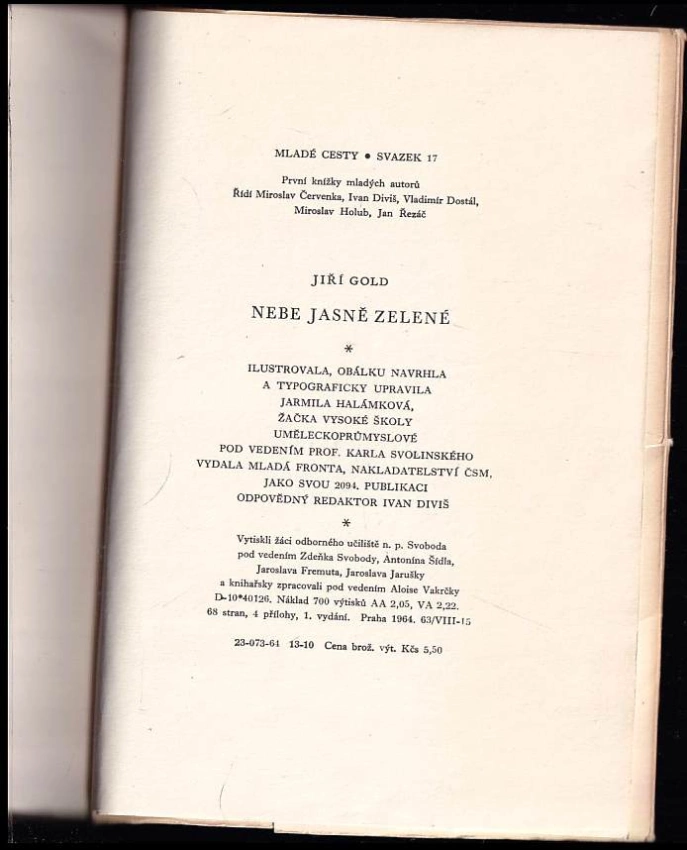 MLADÉ CESTY ● SVAZEK 17
První knížky mladých autorů
Řídí Miroslav Červenka, Ivan Diviš, Vladimír Dostál,
Miroslav Holub, Jan Řezáč
JIŘÍ GOLD
NEBE JASNĚ ZELENÉ
*
ILUSTROVALA, OBÁLKU NAVRHLA
A TYPOGRAFICKY UPRAVILA
JARMILA HALÁMKOVÁ,
ŽAČKA VYSOKÉ ŠKOLY
UMĚLECKOPRŮMYSLOVÉ
POD VEDENÍM PROF. KARLA SVOLINSKÉHO
VYDALA MLADÁ FRONTA, NAKLADATELSTVÍ ČSM,
JAKO SVOU 2094. PUBLIKACI
ODPOVĚDNÝ REDAKTOR IVAN DIVIŠ
*
Vytiskli žáci odborného učiliště n. p. Svoboda
pod vedením Zdeňka Svobody, Antonína Šídla,
Jaroslava Fremuta, Jaroslava Jarušky
a knihařsky zpracovali pod vedením Aloise Vakrčky
D-10*40126. Náklad 700 výtisků AA 2,05, VA 2,22.
68 stran, 4 přílohy, 1. vydání. Praha 1964. 63/VIII-15
23-073-64 13-10 Cena brož. výt. Kčs 5,50